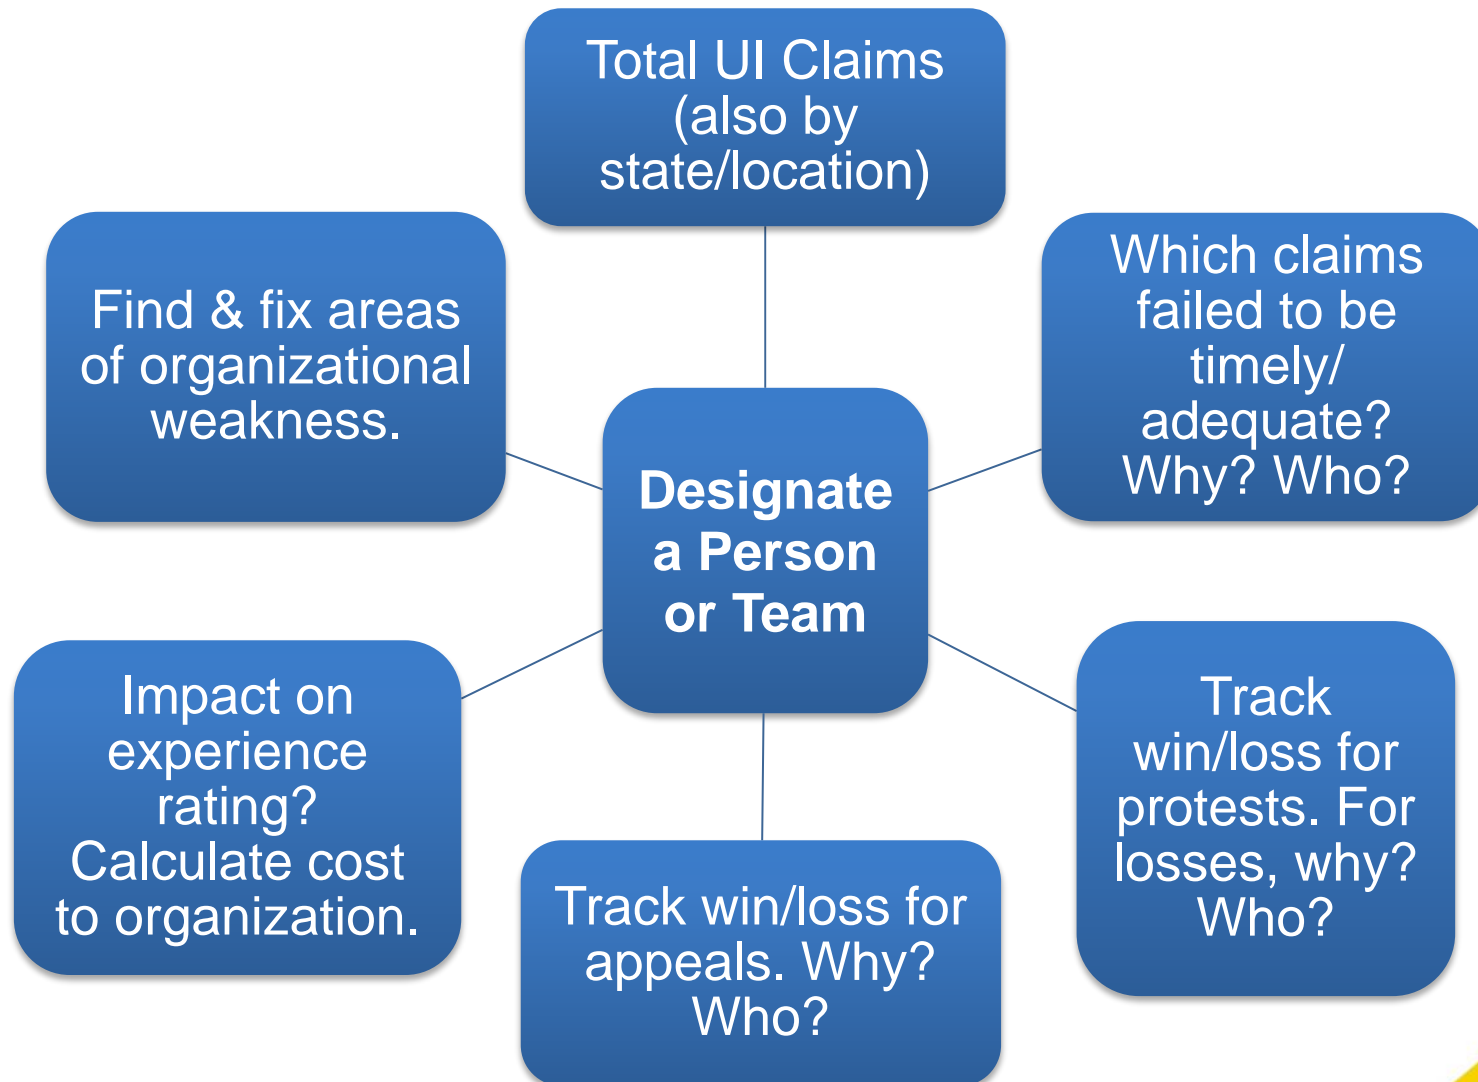 Total UI Claims
(also by
state/location)
Which claims
failed to be
timely/
adequate?
Why? Who?
Track
win/loss for
protests. For
losses, why?
Who?
Track win/loss for
appeals. Why?
Who?
Impact on
experience
rating?
Calculate cost
to organization.
Find & fix areas
of organizational
weakness.
Designate
a Person
or Team